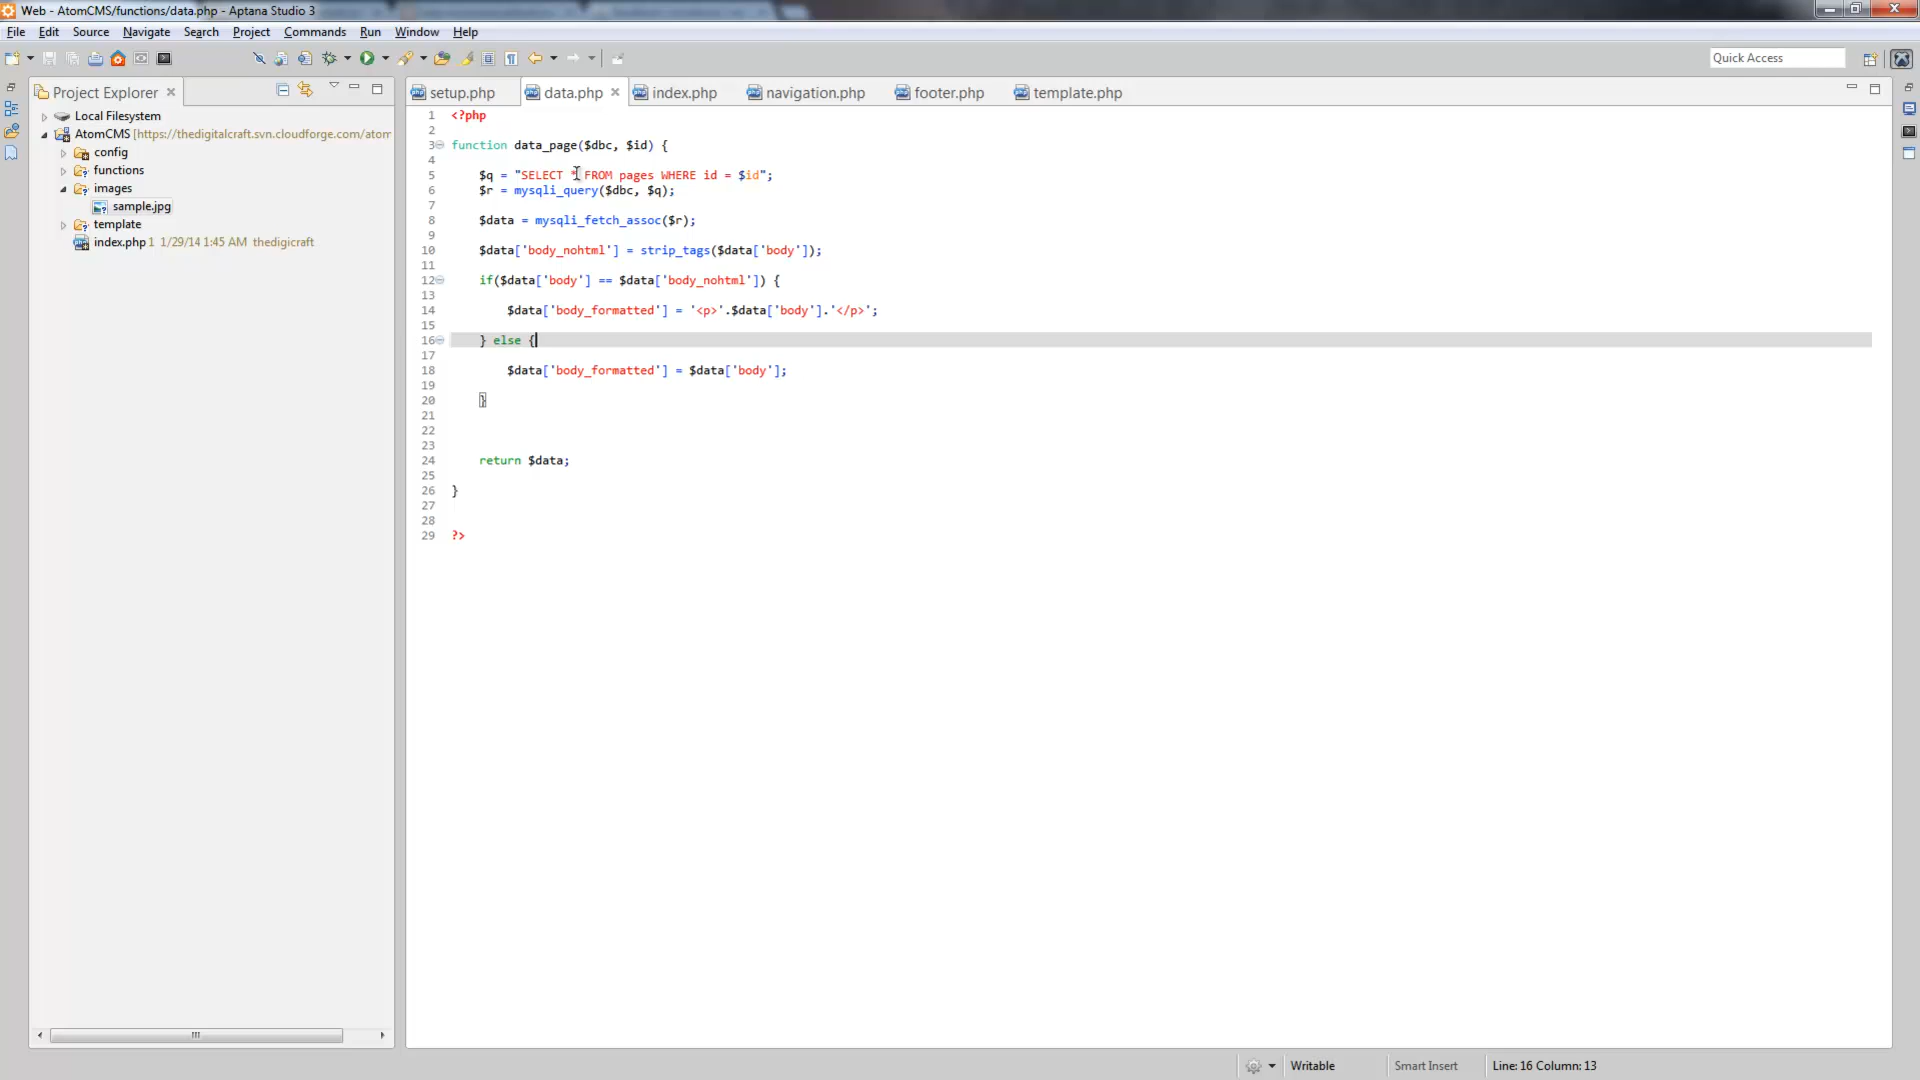 Web - AtomCMS/functions/data.php - Aptana Studio 3
File Edit Source Navigate Search Project Commands Run Window Help
Quick Access
Project Explorer
Local Filesystem
AtomCMS [https://thedigitalcraft.svn.cloudforge.com/atom
config
functions
images
sample.jpg
template
index.php 1 1/29/14 1:45 AM thedigicraft
setup.php data.php index.php navigation.php footer.php template.php
1 <?php
2
3 function data_page($dbc, $id) {
4
5 $q = "SELECT * FROM pages WHERE id = $id";
6 $r = mysqli_query($dbc, $q);
7
8 $data = mysqli_fetch_assoc($r);
9
10 $data['body_nohtml'] = strip_tags($data['body']);
11
12 if($data['body'] == $data['body_nohtml']) {
13
14 $data['body_formatted'] = '<p>'.$data['body'].'</p>';
15
16 } else {
17
18 $data['body_formatted'] = $data['body'];
19
20 }
21
22
23
24 return $data;
25
26 }
27
28
29 ?>
Writable Smart Insert Line: 16 Column: 13